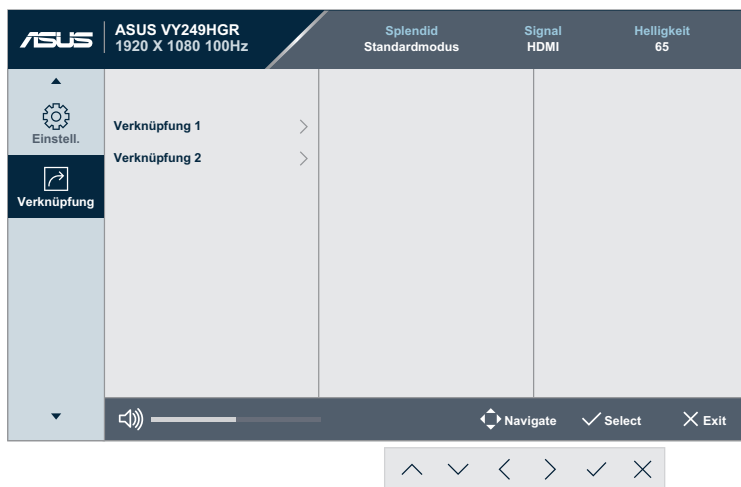 ASUS
ASUS VY249HGR
1920 X 1080 100Hz
Splendid
Standardmodus
Signal
HDMI
Helligkeit
65
Einstell.
Verknüpfung
Verknüpfung 1
Verknüpfung 2
Navigate
Select
Exit